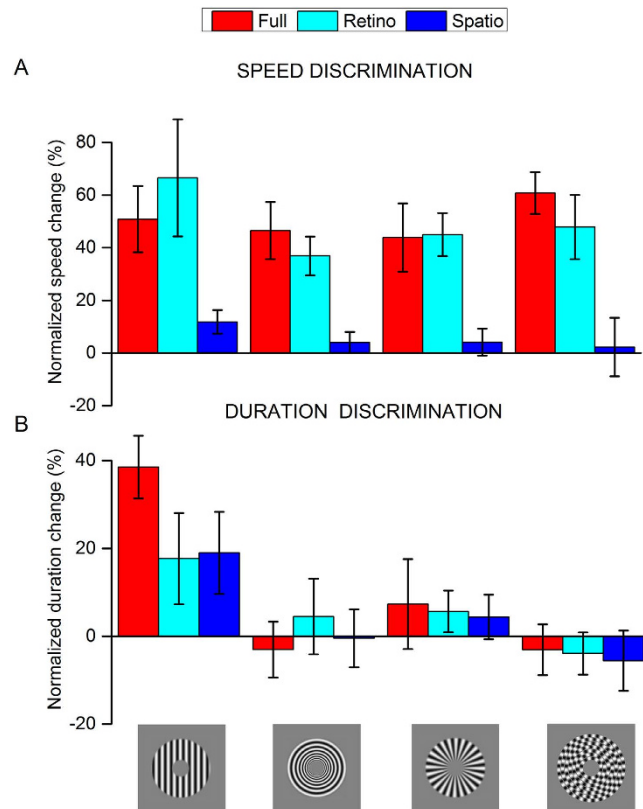 Full Retino Spatio
A
SPEED DISCRIMINATION
Normalized speed change (%)
80
60
40
20
0
-20
B
DURATION DISCRIMINATION
Normalized duration change (%)
40
20
0
-20